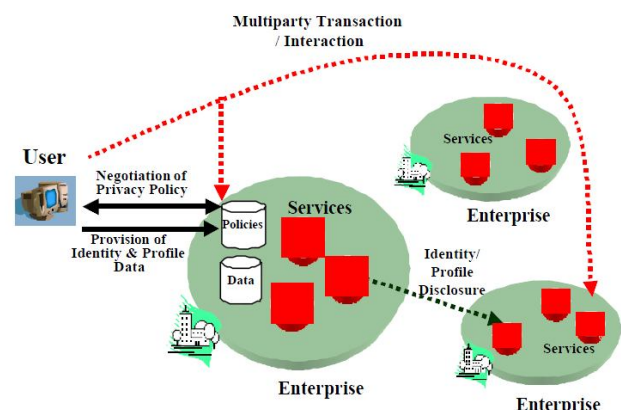 Multiparty Transaction
/ Interaction
User
Negotiation of
Privacy Policy
Provision of
Identity & Profile
Data
Policies
Data
Services
Enterprise
Services
Enterprise
Identity/
Profile
Disclosure
Services
Enterprise